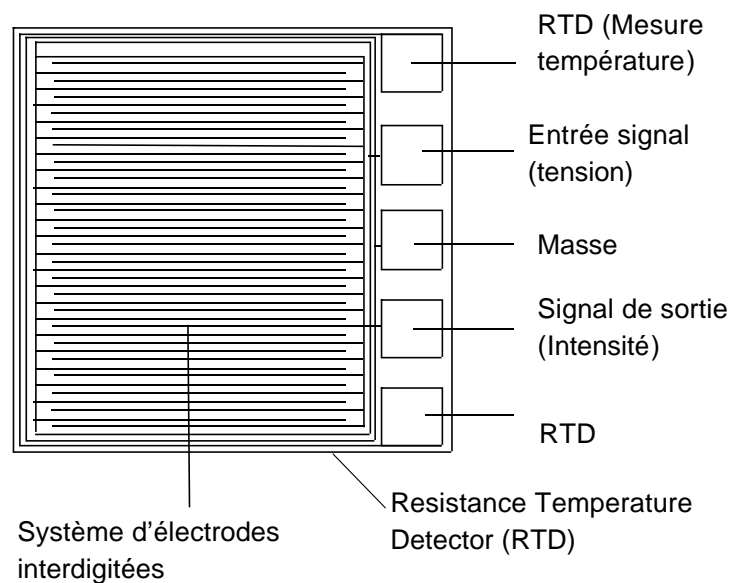 RTD (Mesure
température)
Entrée signal
(tension)
Masse
Signal de sortie
(Intensité)
RTD
Resistance Temperature
Detector (RTD)
Système d'électrodes
interdigitées